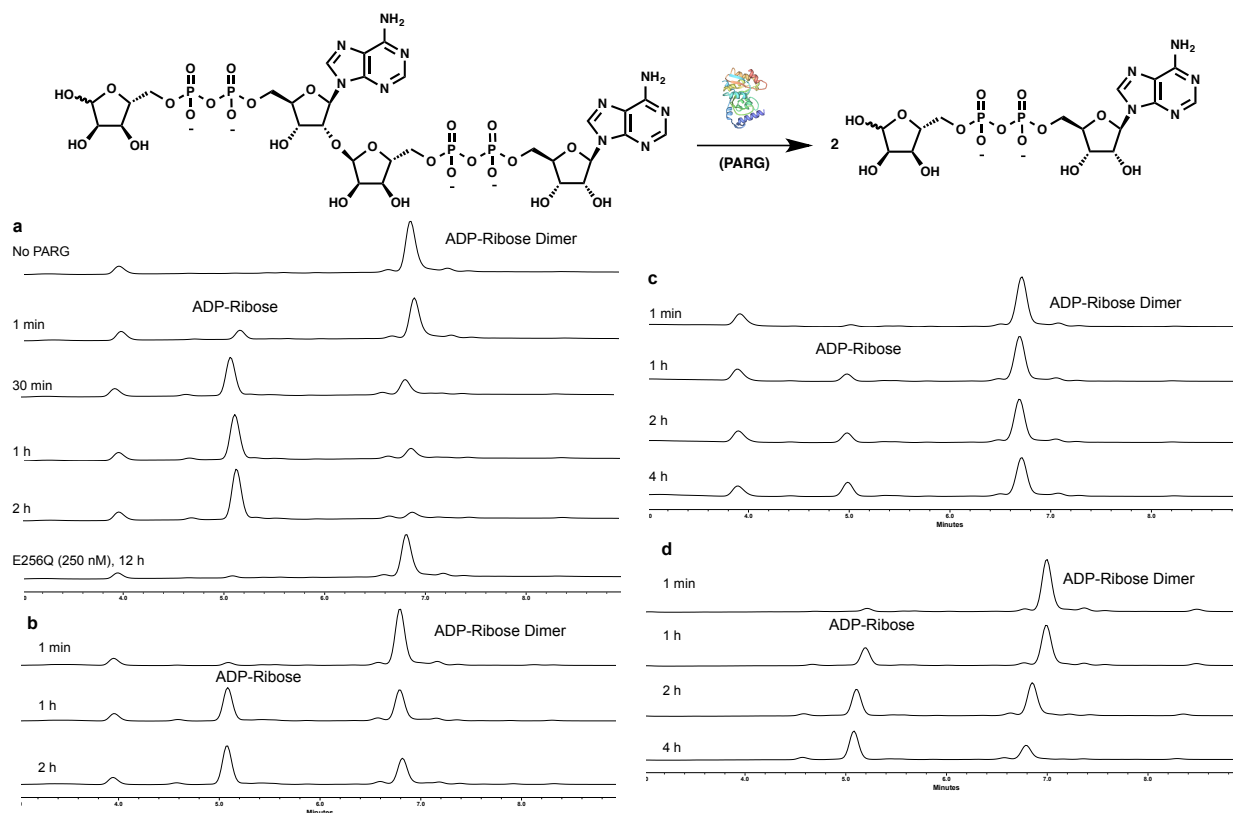 NH₂
N
N
N
N
O
O
O
HO
O
P
O
P
O
O
-
-
HO
OH
HO
O
O
O
O
O
O
P
O
P
O
O
-
-
HO
OH
NH₂
N
N
N
N
HO
OH
(PARG)
2
NH₂
N
N
N
N
O
O
O
HO
O
P
O
P
O
O
-
-
HO
OH
HO
OH
a
No PARG
ADP-Ribose Dimer
ADP-Ribose
1 min
30 min
1 h
2 h
E256Q (250 nM), 12 h
4.0 5.0 6.0 7.0 8.0
b
1 min
ADP-Ribose Dimer
ADP-Ribose
1 h
2 h
4.0 5.0 6.0 7.0 8.0
Minutes
c
1 min
ADP-Ribose Dimer
ADP-Ribose
1 h
2 h
4 h
4.0 5.0 6.0 7.0 8.0
Minutes
d
1 min
ADP-Ribose Dimer
1 h
ADP-Ribose
2 h
4 h
4.0 5.0 6.0 7.0 8.0
Minutes